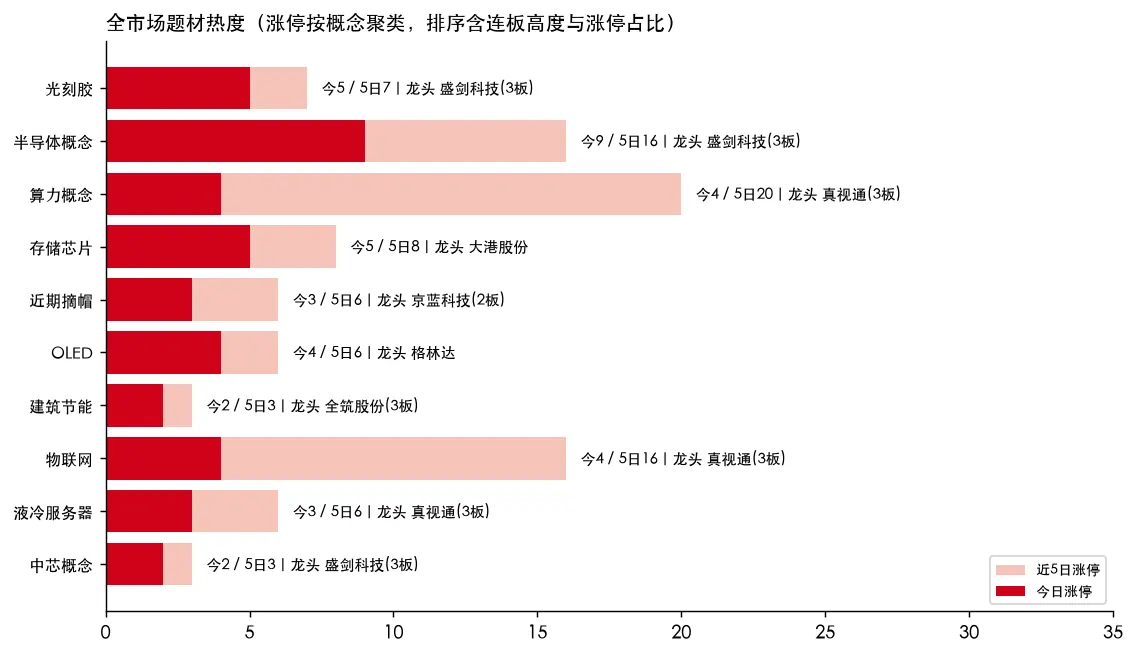 全市场题材热度（涨停按概念聚类，排序含连板高度与涨停占比）
光刻胶 今5 / 5日7 | 龙头 盛剑科技(3板)
半导体概念 今9 / 5日16 | 龙头 盛剑科技(3板)
算力概念 今4 / 5日20 | 龙头 真视通(3板)
存储芯片 今5 / 5日8 | 龙头 大港股份
近期摘帽 今3 / 5日6 | 龙头 京蓝科技(2板)
OLED 今4 / 5日6 | 龙头 格林达
建筑节能 今2 / 5日3 | 龙头 全筑股份(3板)
物联网 今4 / 5日16 | 龙头 真视通(3板)
液冷服务器 今3 / 5日6 | 龙头 真视通(3板)
中芯概念 今2 / 5日3 | 龙头 盛剑科技(3板)
近5日涨停
今日涨停
0 5 10 15 20 25 30 35